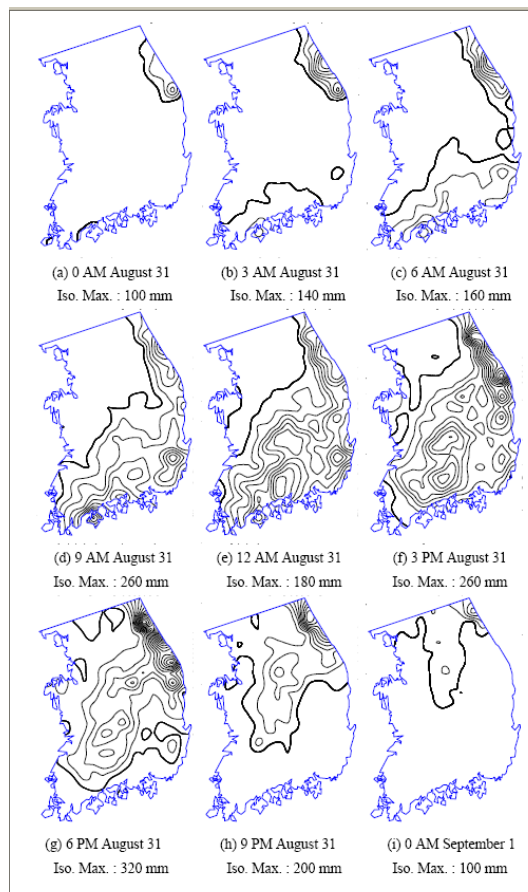 (a) 0 AM August 31
Iso. Max. : 100 mm
(b) 3 AM August 31
Iso. Max. : 140 mm
(c) 6 AM August 31
Iso. Max. : 160 mm
(d) 9 AM August 31
Iso. Max. : 260 mm
(e) 12 AM August 31
Iso. Max. : 180 mm
(f) 3 PM August 31
Iso. Max. : 260 mm
(g) 6 PM August 31
Iso. Max. : 320 mm
(h) 9 PM August 31
Iso. Max. : 200 mm
(i) 0 AM September 1
Iso. Max. : 100 mm